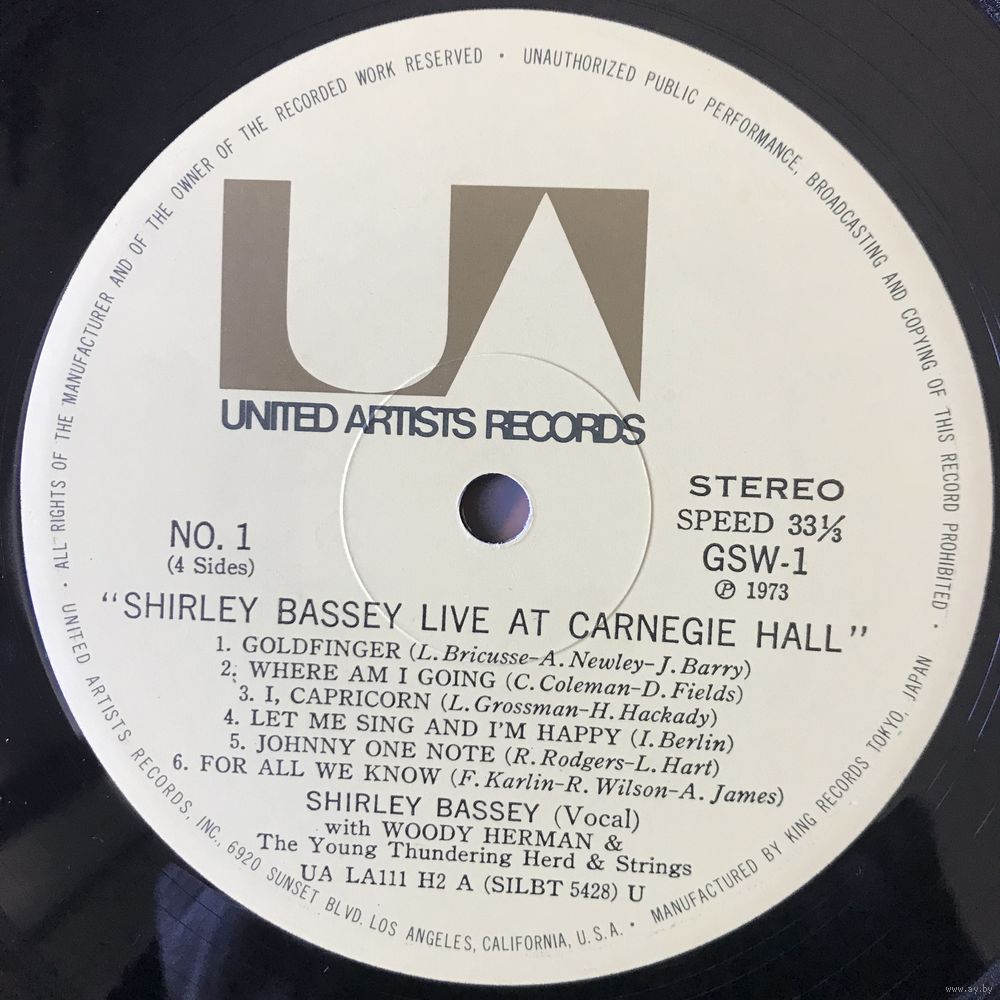 ALL RIGHTS OF THE MANUFACTURER AND OF THE OWNER OF THE RECORDED WORK RESERVED • UNAUTHORIZED PUBLIC PERFORMANCE, BROADCASTING AND COPYING OF THIS RECORD PROHIBITED •
UA
UNITED ARTISTS RECORDS
STEREO
SPEED 33⅓
GSW-1
℗ 1973
NO. 1
(4 Sides)
"SHIRLEY BASSEY LIVE AT CARNEGIE HALL"
1. GOLDFINGER (L. Bricusse-A. Newley-J. Barry)
2. WHERE AM I GOING (C. Coleman-D. Fields)
3. I, CAPRICORN (L. Grossman-H. Hackady)
4. LET ME SING AND I'M HAPPY (I. Berlin)
5. JOHNNY ONE NOTE (R. Rodgers-L. Hart)
6. FOR ALL WE KNOW (F. Karlin-R. Wilson-A. James)
SHIRLEY BASSEY (Vocal)
with WOODY HERMAN &
The Young Thundering Herd & Strings
UA LA111 H2 A (SILBT 5428) U
• UNITED ARTISTS RECORDS, INC., 6920 SUNSET BLVD. LOS ANGELES, CALIFORNIA, U.S.A. • MANUFACTURED BY KING RECORDS TOKYO, JAPAN
www.ay.by